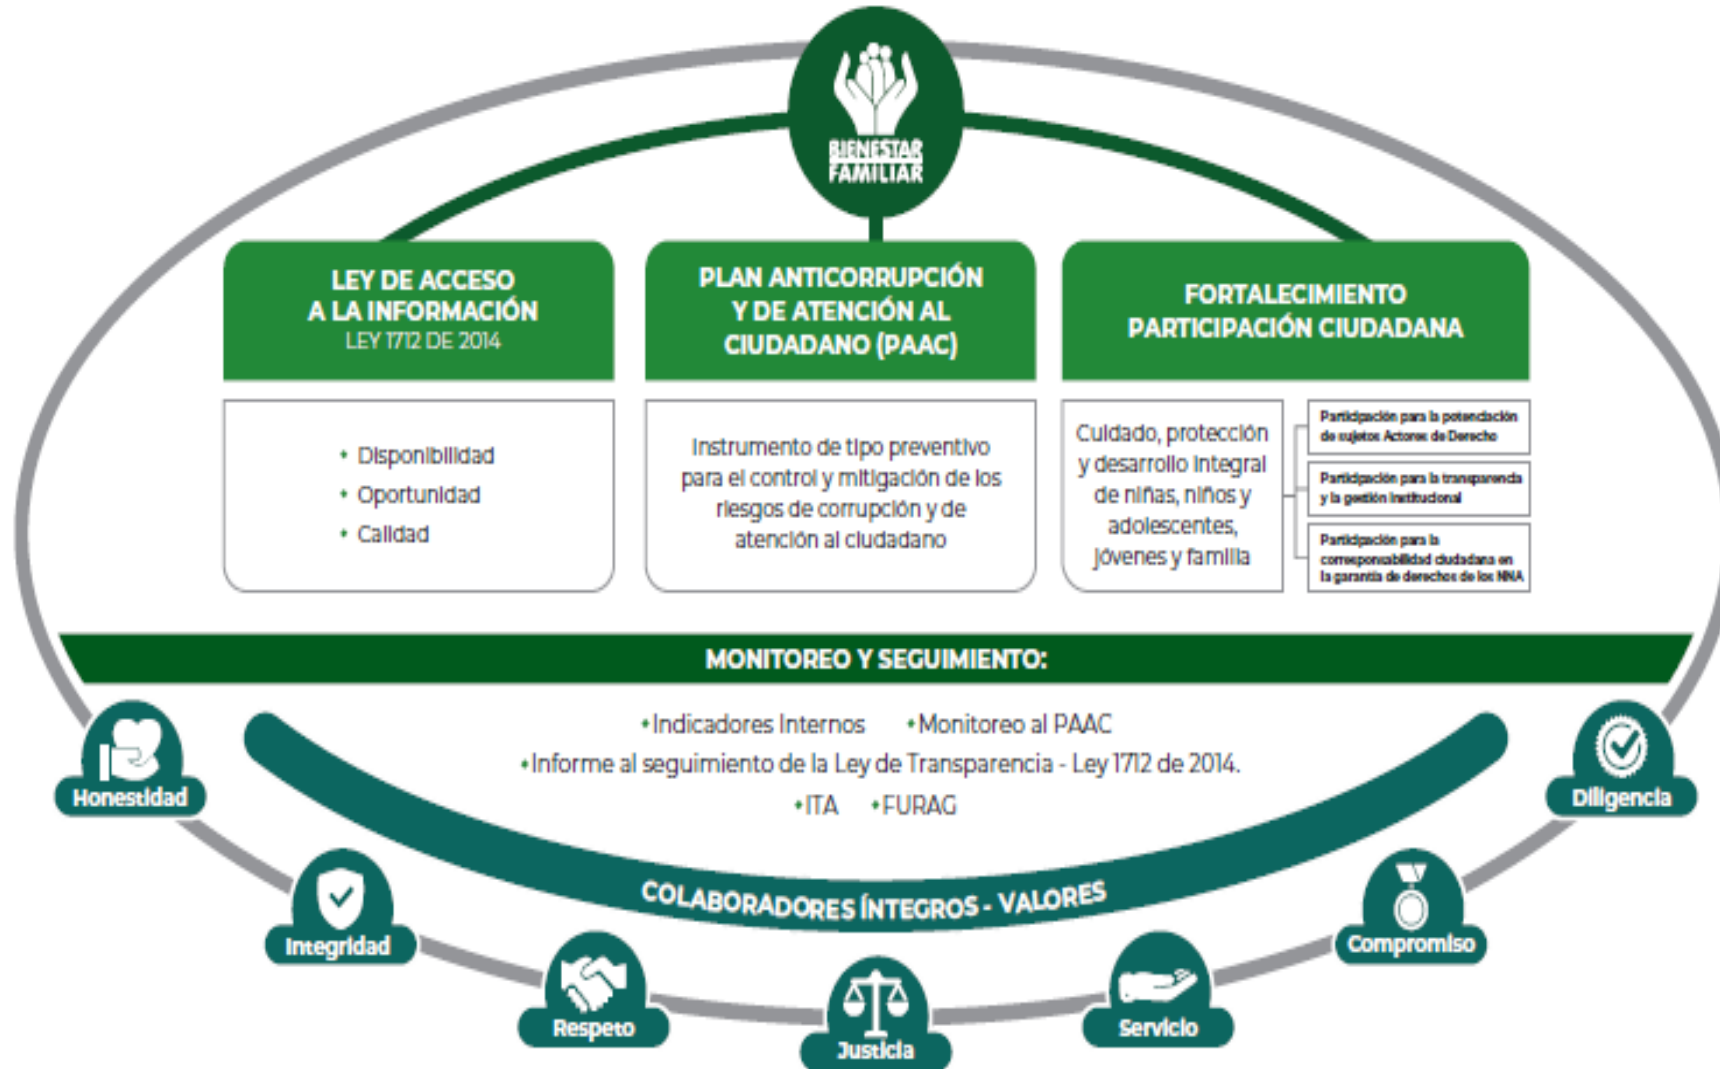 BIENESTAR
FAMILIAR
LEY DE ACCESO
A LA INFORMACIÓN
LEY 1712 DE 2014
• Disponibilidad
• Oportunidad
• Calidad
PLAN ANTICORRUPCIÓN
Y DE ATENCIÓN AL
CIUDADANO (PAAC)
Instrumento de tipo preventivo
para el control y mitigación de los
riesgos de corrupción y de
atención al ciudadano
FORTALECIMIENTO
PARTICIPACIÓN CIUDADANA
Cuidado, protección
y desarrollo integral
de niñas, niños y
adolescentes,
jóvenes y familia
Participación para la potenciación
de sujetos Actores de Derecho
Participación para la transparencia
y la gestión institucional
Participación para la
corresponsabilidad ciudadana en
la garantía de derechos de los NNA
MONITOREO Y SEGUIMIENTO:
•Indicadores Internos •Monitoreo al PAAC
•Informe al seguimiento de la Ley de Transparencia - Ley 1712 de 2014.
•ITA •FURAG
COLABORADORES ÍNTEGROS - VALORES
Honestidad
Integridad
Respeto
Justicia
Servicio
Compromiso
Diligencia